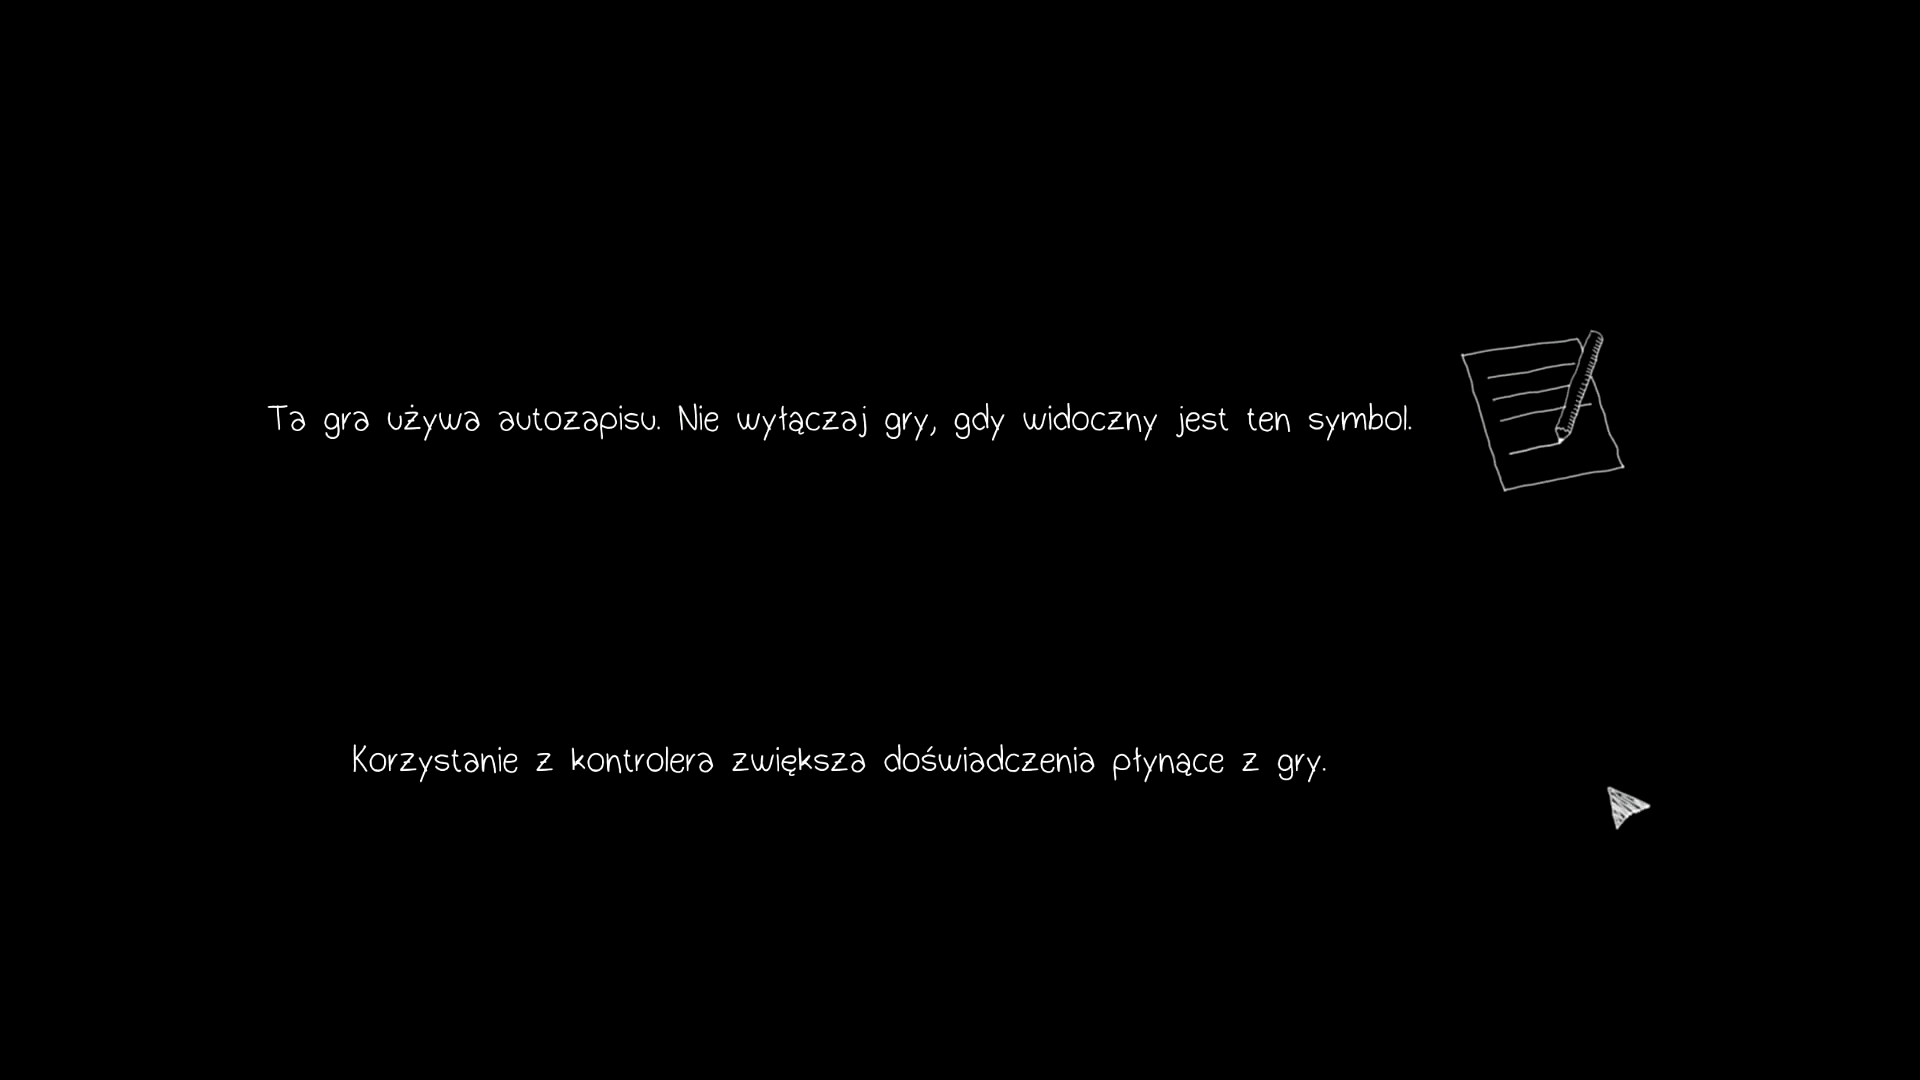 Ta gra używa autozapisu. Nie wyłączaj gry, gdy widoczny jest ten symbol.
Korzystanie z kontrolera zwiększa doświadczenia płynące z gry.